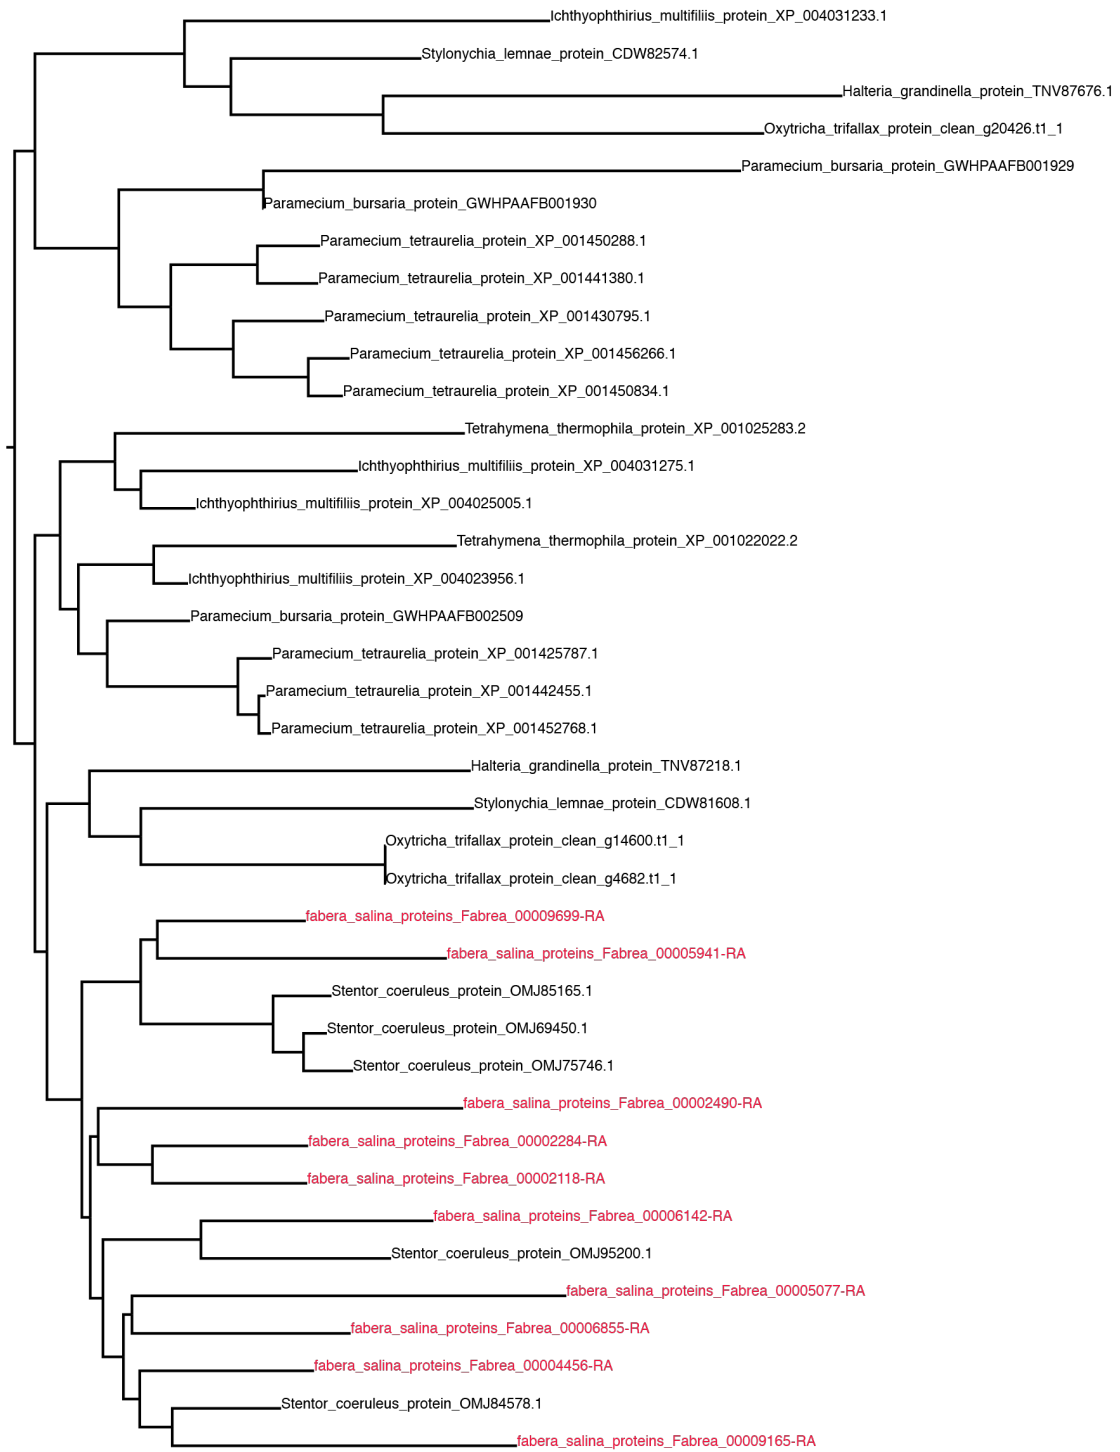 Ichthyophthirius_multifiliis_protein_XP_004031233.1
Stylonychia_lemnae_protein_CDW82574.1
Halteria_grandinella_protein_TNV87676.1
Oxytricha_trifallax_protein_clean_g20426.t1_1
Paramecium_bursaria_protein_GWHPAAFB001929
Paramecium_bursaria_protein_GWHPAAFB001930
Paramecium_tetraurelia_protein_XP_001450288.1
Paramecium_tetraurelia_protein_XP_001441380.1
Paramecium_tetraurelia_protein_XP_001430795.1
Paramecium_tetraurelia_protein_XP_001456266.1
Paramecium_tetraurelia_protein_XP_001450834.1
Tetrahymena_thermophila_protein_XP_001025283.2
Ichthyophthirius_multifiliis_protein_XP_004031275.1
Ichthyophthirius_multifiliis_protein_XP_004025005.1
Tetrahymena_thermophila_protein_XP_001022022.2
Ichthyophthirius_multifiliis_protein_XP_004023956.1
Paramecium_bursaria_protein_GWHPAAFB002509
Paramecium_tetraurelia_protein_XP_001425787.1
Paramecium_tetraurelia_protein_XP_001442455.1
Paramecium_tetraurelia_protein_XP_001452768.1
Halteria_grandinella_protein_TNV87218.1
Stylonychia_lemnae_protein_CDW81608.1
Oxytricha_trifallax_protein_clean_g14600.t1_1
Oxytricha_trifallax_protein_clean_g4682.t1_1
fabera_salina_proteins_Fabrea_00009699-RA
fabera_salina_proteins_Fabrea_00005941-RA
Stentor_coeruleus_protein_OMJ85165.1
Stentor_coeruleus_protein_OMJ69450.1
Stentor_coeruleus_protein_OMJ75746.1
fabera_salina_proteins_Fabrea_00002490-RA
fabera_salina_proteins_Fabrea_00002284-RA
fabera_salina_proteins_Fabrea_00002118-RA
fabera_salina_proteins_Fabrea_00006142-RA
Stentor_coeruleus_protein_OMJ95200.1
fabera_salina_proteins_Fabrea_00005077-RA
fabera_salina_proteins_Fabrea_00006855-RA
fabera_salina_proteins_Fabrea_00004456-RA
Stentor_coeruleus_protein_OMJ84578.1
fabera_salina_proteins_Fabrea_00009165-RA